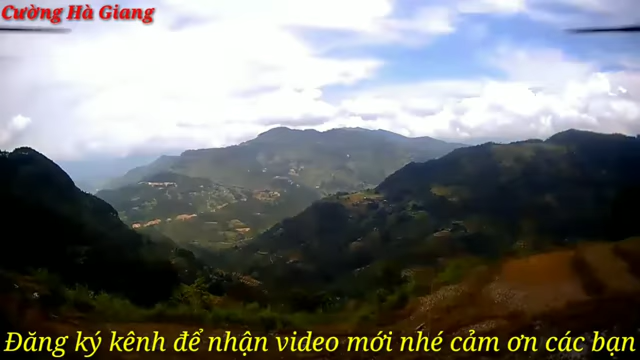 Cường Hà Giang
Đăng ký kênh để nhận video mới nhé cảm ơn các bạn